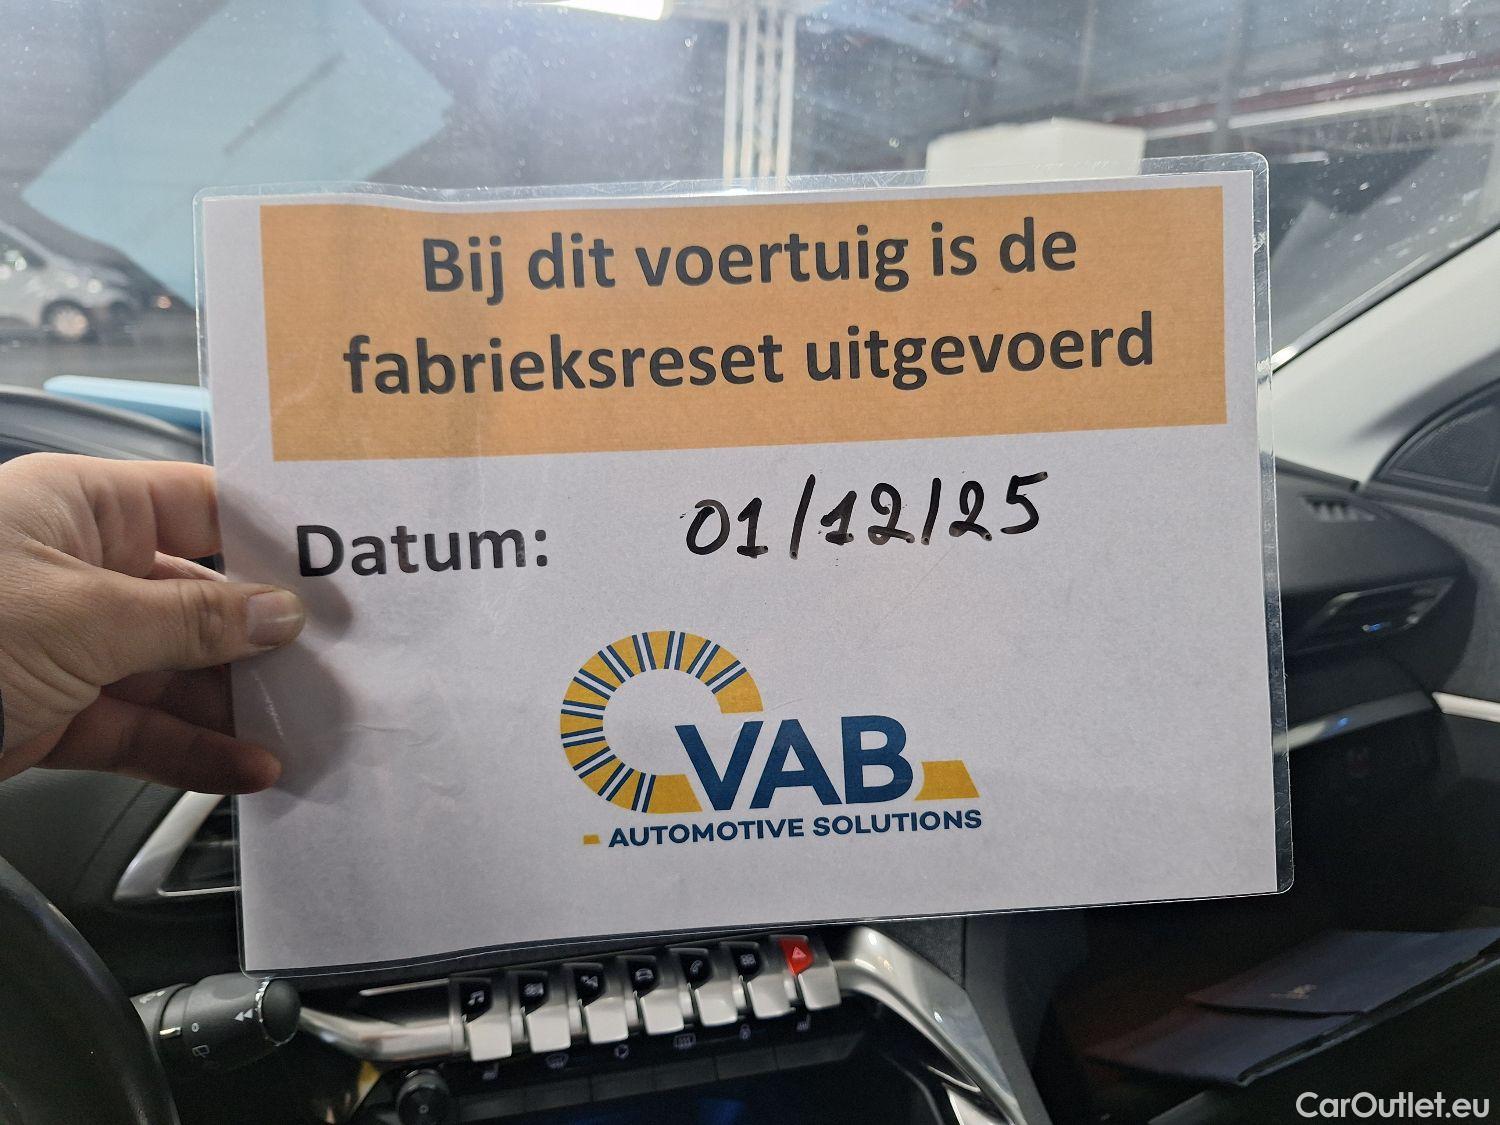 Bij dit voertuig is de
fabrieksreset uitgevoerd
Datum: 01/12/25
VAB
AUTOMOTIVE SOLUTIONS
CarOutlet.eu